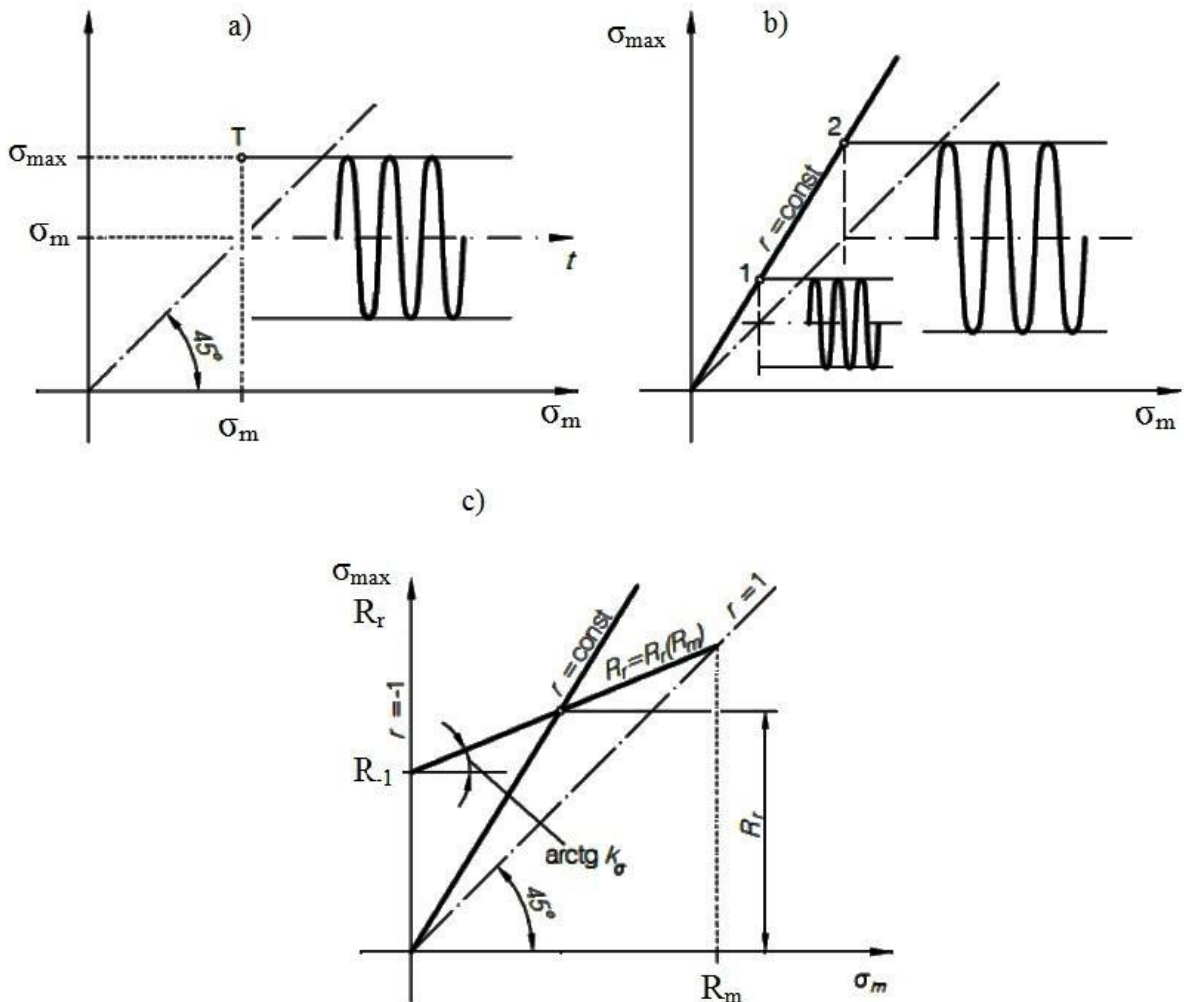 a)
σmax
T
σm
t
45°
σm
σm
b)
σmax
2
r=const
1
σm
c)
σmax
Rr
r=-1
R-1
r=const
Rr=Rr(Rm)
r=1
Rr
arctg kσ
45°
Rm
σm